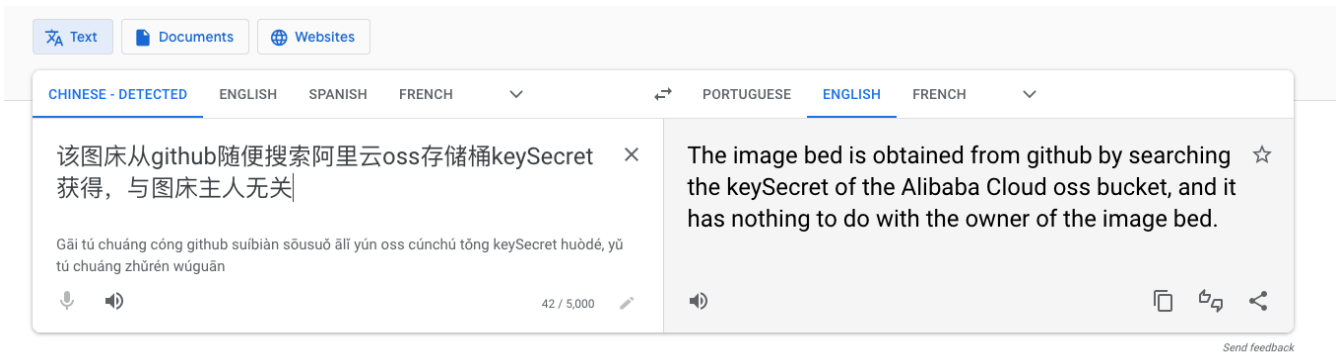 Text
Documents
Websites
CHINESE - DETECTED ENGLISH SPANISH FRENCH
PORTUGUESE ENGLISH FRENCH
该图床从github随便搜索阿里云oss存储桶keySecret
获得，与图床主人无关
Gāi tú chuáng cóng github suíbiàn sōusuǒ ālǐ yún oss cúnchú tǒng keySecret huòdé, yǔ
tú chuáng zhǔrén wúguān
42 / 5,000
The image bed is obtained from github by searching
the keySecret of the Alibaba Cloud oss bucket, and it
has nothing to do with the owner of the image bed.
Send feedback